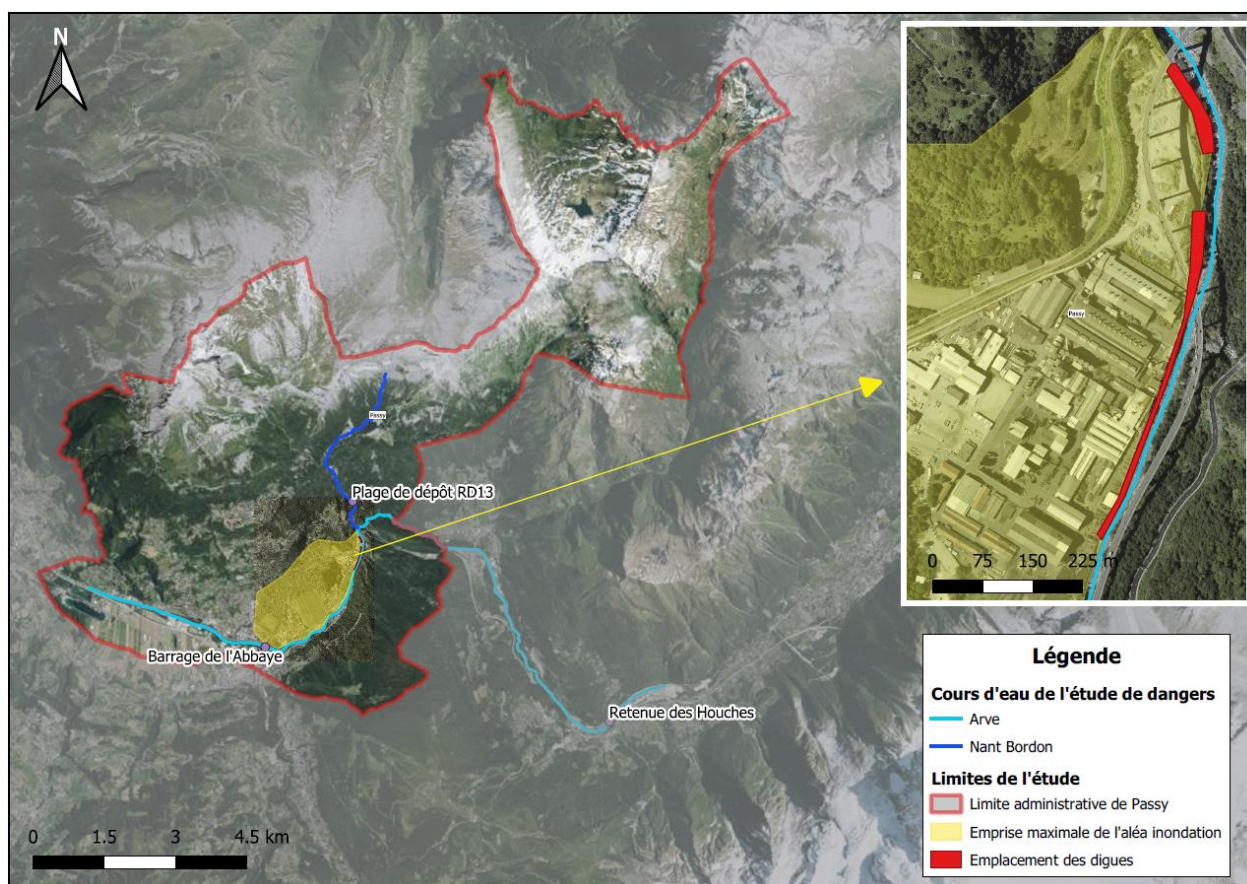 N
Passy
Plage de dépôt RD13
Barrage de l'Abbaye
Retenue des Houches
0 1.5 3 4.5 km
Passy
0 75 150 225 m
Légende
Cours d'eau de l'étude de dangers
Arve
Nant Bordon
Limites de l'étude
Limite administrative de Passy
Emprise maximale de l'aléa inondation
Emplacement des digues